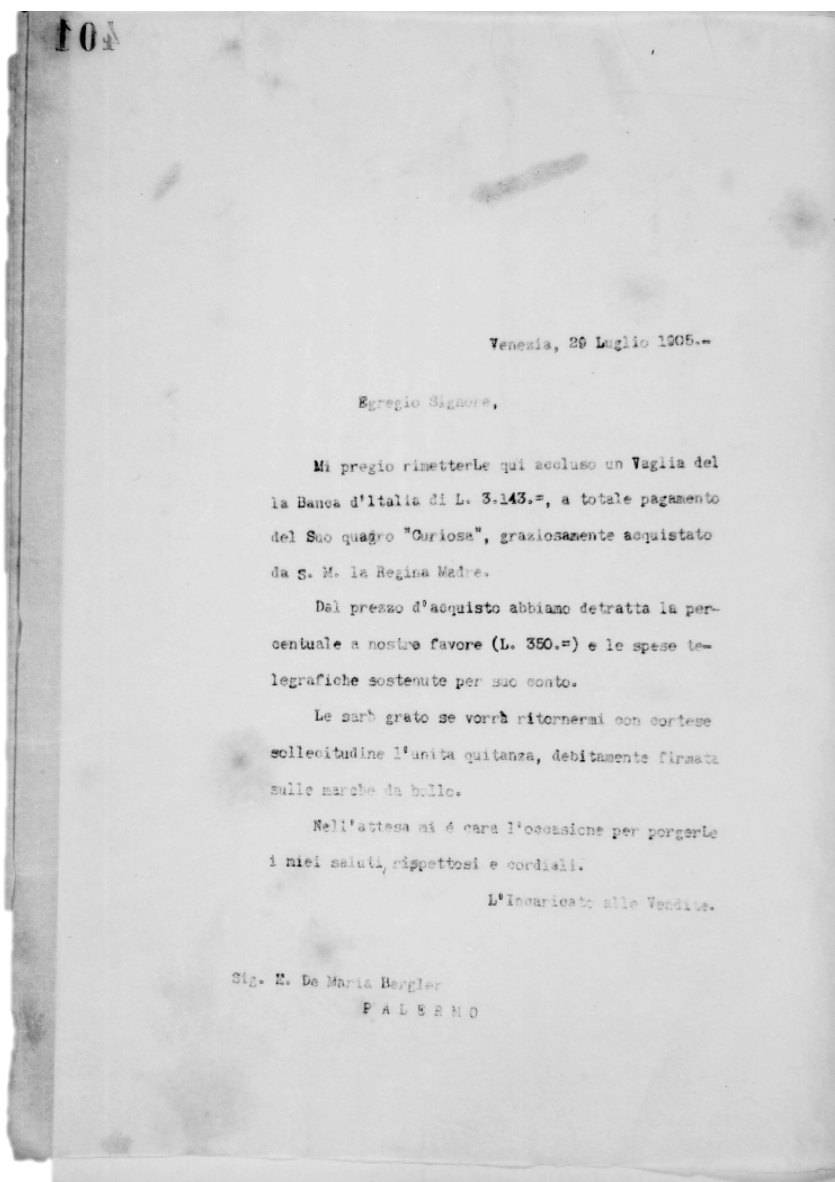 401
Venezia, 29 Luglio 1905.=
Egregio Signore,
Mi pregio rimetterLe qui accluso un Vaglia del
la Banca d'Italia di L. 3.143.=, a totale pagamento
del Suo quadro "Curiosa", graziosamente acquistato
da S. M. la Regina Madre.
Dal prezzo d'acquisto abbiamo detratta la per-
centuale a nostro favore (L. 350.=) e le spese te=
legrafiche sostenute per suo conto.
Le sarò grato se vorrà ritornermi con cortese
sollecitudine l'unita quitanza, debitamente firmata
sulle marche da bollo.
Nell'attesa mi é cara l'occasione per porgerLe
i miei saluti, rispettosi e cordiali.
L'Incaricato alle Vendite.
Sig. E. De Maria Bergler
PALERMO